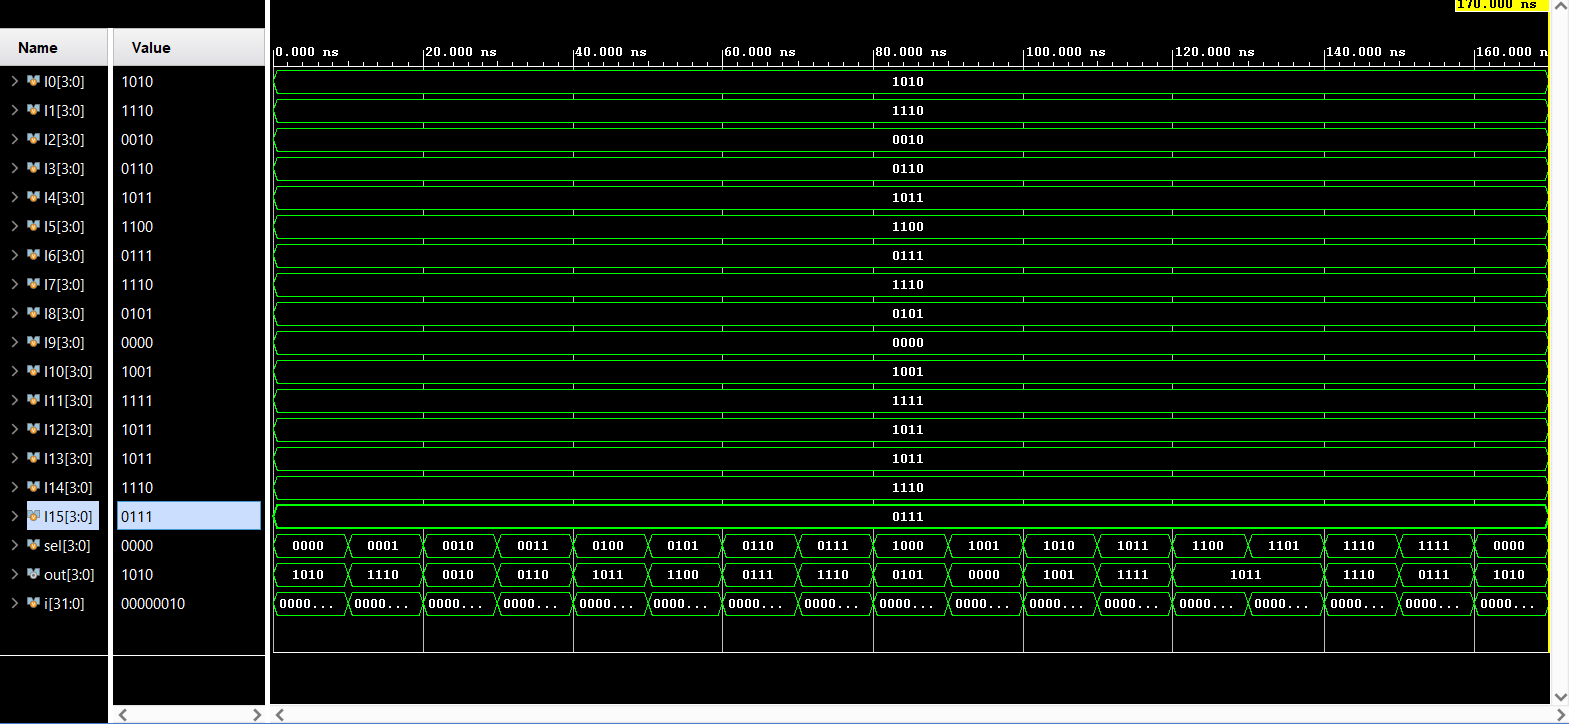 170.000 ns
Name Value
0.000 ns 20.000 ns 40.000 ns 60.000 ns 80.000 ns 100.000 ns 120.000 ns 140.000 ns 160.000 n
I0[3:0] 1010 1010
I1[3:0] 1110 1110
I2[3:0] 0010 0010
I3[3:0] 0110 0110
I4[3:0] 1011 1011
I5[3:0] 1100 1100
I6[3:0] 0111 0111
I7[3:0] 1110 1110
I8[3:0] 0101 0101
I9[3:0] 0000 0000
I10[3:0] 1001 1001
I11[3:0] 1111 1111
I12[3:0] 1011 1011
I13[3:0] 1011 1011
I14[3:0] 1110 1110
I15[3:0] 0111 0111
sel[3:0] 0000 0000 0001 0010 0011 0100 0101 0110 0111 1000 1001 1010 1011 1100 1101 1110 1111 0000
out[3:0] 1010 1010 1110 0010 0110 1011 1100 0111 1110 0101 0000 1001 1111 1011 1110 0111 1010
i[31:0] 00000010 0000... 0000... 0000... 0000... 0000... 0000... 0000... 0000... 0000... 0000... 0000... 0000... 0000... 0000... 0000... 0000... 0000...